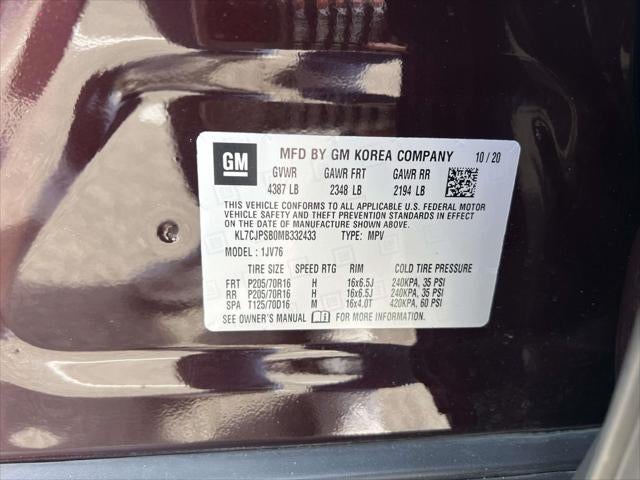 GM MFD BY GM KOREA COMPANY 10/20
GVWR GAWR FRT GAWR RR
4387 LB 2348 LB 2194 LB
THIS VEHICLE CONFORMS TO ALL APPLICABLE U.S. FEDERAL MOTOR
VEHICLE SAFETY, BUMPER, AND THEFT PREVENTION STANDARDS
IN EFFECT ON THE DATE OF MANUFACTURE SHOWN ABOVE.
KL7CJPSB0MB332433 TYPE: MPV
MODEL: 1JV76
TIRE SIZE SPEED RTG RIM COLD TIRE PRESSURE
FRT P205/70R16 H 16x6.5J 240KPA, 35 PSI
RR P205/70R16 H 16x6.5J 240KPA, 35 PSI
SPA T125/70D16 M 16x4.0T 420KPA, 60 PSI
SEE OWNER'S MANUAL FOR MORE INFORMATION.